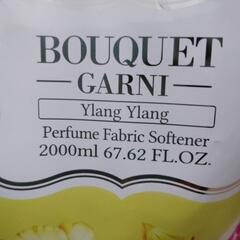 BOUQUET
GARNI
Ylang Ylang
Perfume Fabric Softener
2000ml 67.62 FL.OZ.